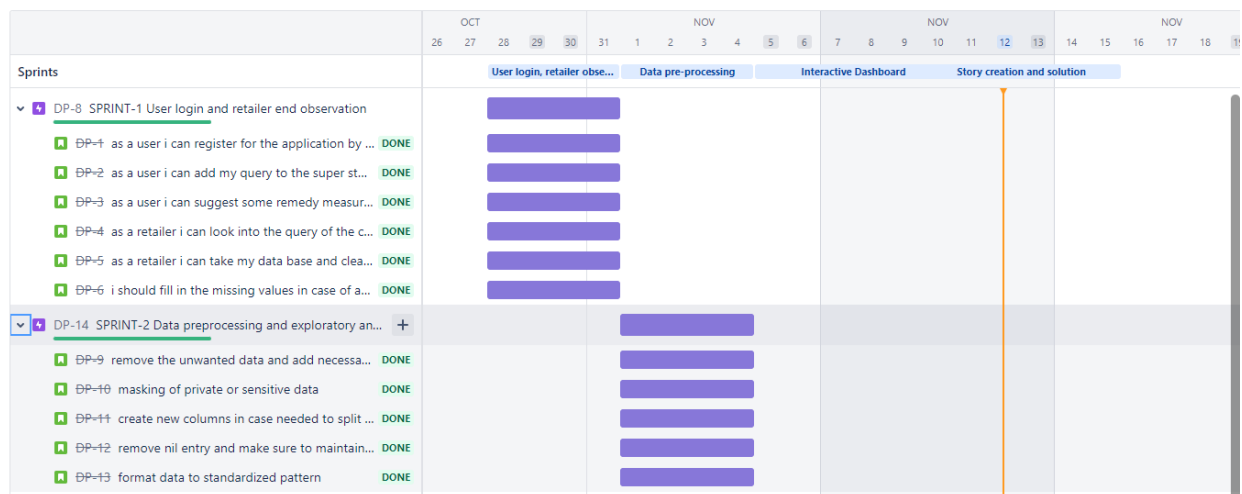 OCT NOV NOV NOV
26 27 28 29 30 31 1 2 3 4 5 6 7 8 9 10 11 12 13 14 15 16 17 18 19
Sprints User login, retailer obse... Data pre-processing Interactive Dashboard Story creation and solution
DP-8 SPRINT-1 User login and retailer end observation
DP-1 as a user i can register for the application by ... DONE
DP-2 as a user i can add my query to the super st... DONE
DP-3 as a user i can suggest some remedy measur... DONE
DP-4 as a retailer i can look into the query of the c... DONE
DP-5 as a retailer i can take my data base and clea... DONE
DP-6 i should fill in the missing values in case of a... DONE
DP-14 SPRINT-2 Data preprocessing and exploratory an... +
DP-9 remove the unwanted data and add necessa... DONE
DP-10 masking of private or sensitive data DONE
DP-11 create new columns in case needed to split ... DONE
DP-12 remove nil entry and make sure to maintain... DONE
DP-13 format data to standardized pattern DONE